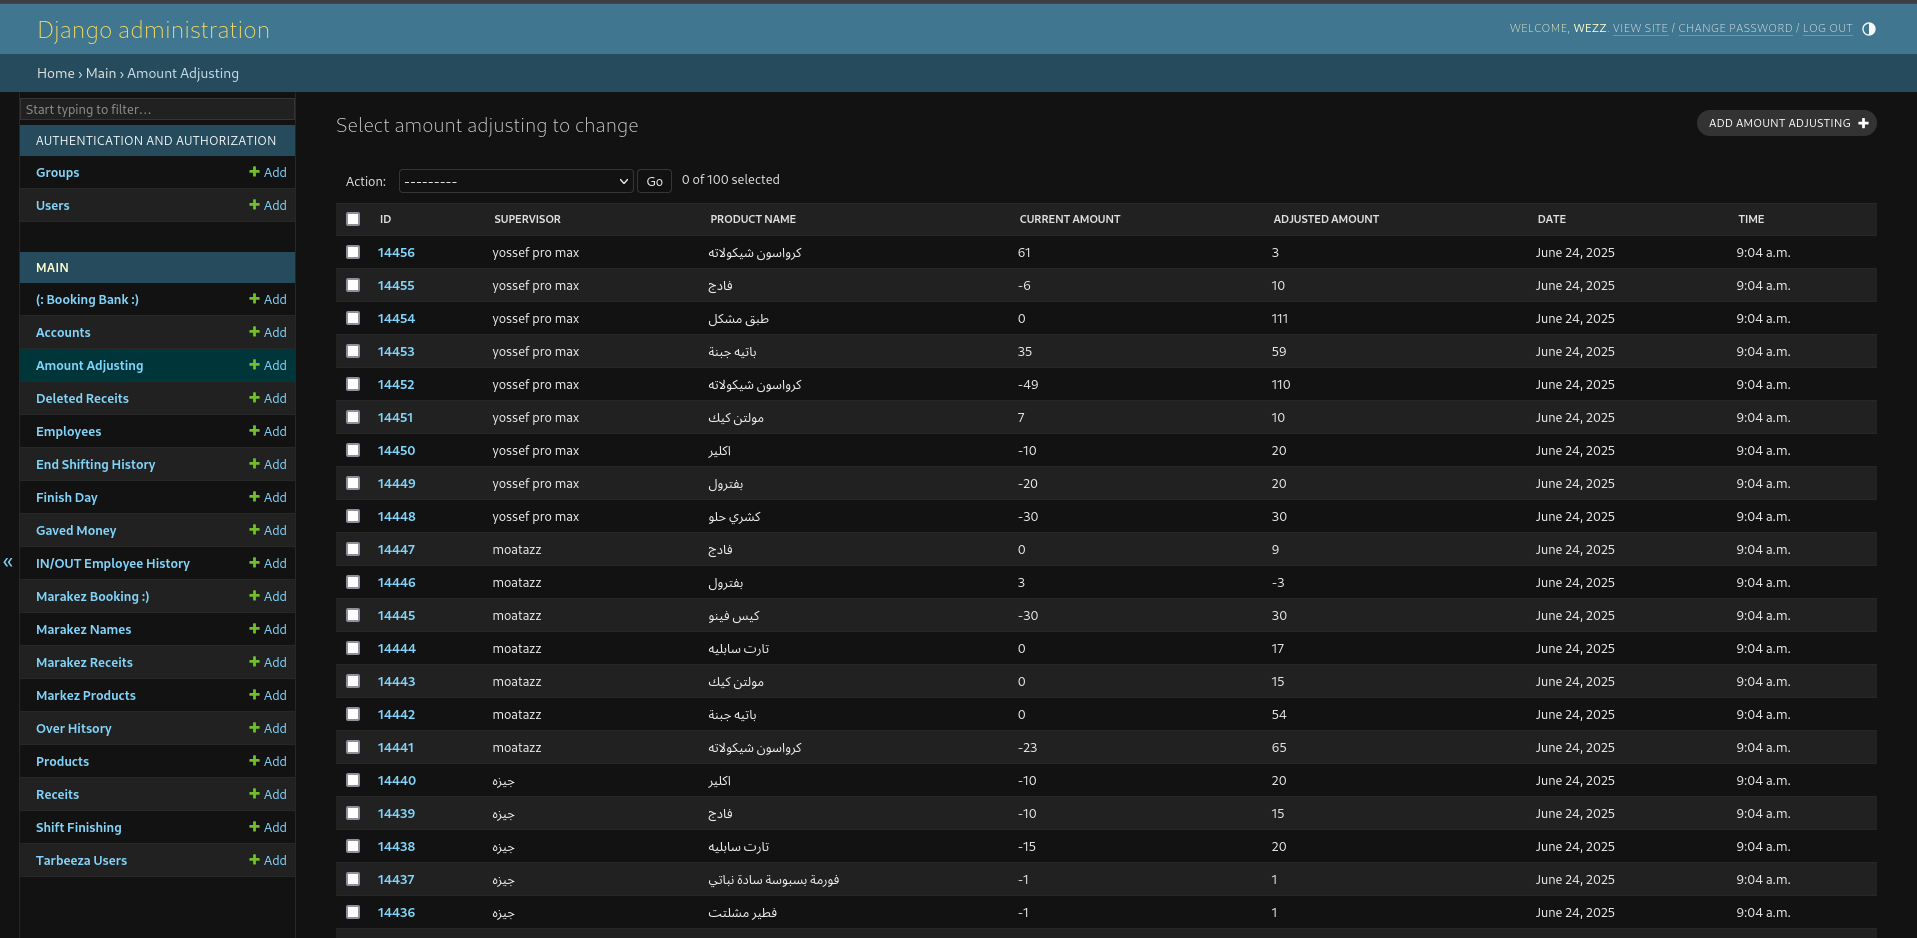 Django administration
WELCOME, WEZZ. VIEW SITE / CHANGE PASSWORD / LOG OUT
Home › Main › Amount Adjusting
Start typing to filter...
AUTHENTICATION AND AUTHORIZATION
Groups + Add
Users + Add
MAIN
(: Booking Bank :) + Add
Accounts + Add
Amount Adjusting + Add
Deleted Receits + Add
Employees + Add
End Shifting History + Add
Finish Day + Add
Gaved Money + Add
IN/OUT Employee History + Add
Marakez Booking :) + Add
Marakez Names + Add
Marakez Receits + Add
Markez Products + Add
Over Hitsory + Add
Products + Add
Receits + Add
Shift Finishing + Add
Tarbeeza Users + Add
«
Select amount adjusting to change
ADD AMOUNT ADJUSTING +
Action: --------- Go 0 of 100 selected
ID SUPERVISOR PRODUCT NAME CURRENT AMOUNT ADJUSTED AMOUNT DATE TIME
14456 yossef pro max كرواسون شيكولاته 61 3 June 24, 2025 9:04 a.m.
14455 yossef pro max فادج -6 10 June 24, 2025 9:04 a.m.
14454 yossef pro max طبق مشكل 0 111 June 24, 2025 9:04 a.m.
14453 yossef pro max باتيه جبنة 35 59 June 24, 2025 9:04 a.m.
14452 yossef pro max كرواسون شيكولاته -49 110 June 24, 2025 9:04 a.m.
14451 yossef pro max مولتن كيك 7 10 June 24, 2025 9:04 a.m.
14450 yossef pro max اكلير -10 20 June 24, 2025 9:04 a.m.
14449 yossef pro max بفترول -20 20 June 24, 2025 9:04 a.m.
14448 yossef pro max كشري حلو -30 30 June 24, 2025 9:04 a.m.
14447 moatazz فادج 0 9 June 24, 2025 9:04 a.m.
14446 moatazz بفترول 3 -3 June 24, 2025 9:04 a.m.
14445 moatazz كيس فينو -30 30 June 24, 2025 9:04 a.m.
14444 moatazz تارت سابليه 0 17 June 24, 2025 9:04 a.m.
14443 moatazz مولتن كيك 0 15 June 24, 2025 9:04 a.m.
14442 moatazz باتيه جبنة 0 54 June 24, 2025 9:04 a.m.
14441 moatazz كرواسون شيكولاته -23 65 June 24, 2025 9:04 a.m.
14440 جيزه اكلير -10 20 June 24, 2025 9:04 a.m.
14439 جيزه فادج -10 15 June 24, 2025 9:04 a.m.
14438 جيزه تارت سابليه -15 20 June 24, 2025 9:04 a.m.
14437 جيزه فورمة بسبوسة سادة نباتي -1 1 June 24, 2025 9:04 a.m.
14436 جيزه فطير مشلتت -1 1 June 24, 2025 9:04 a.m.